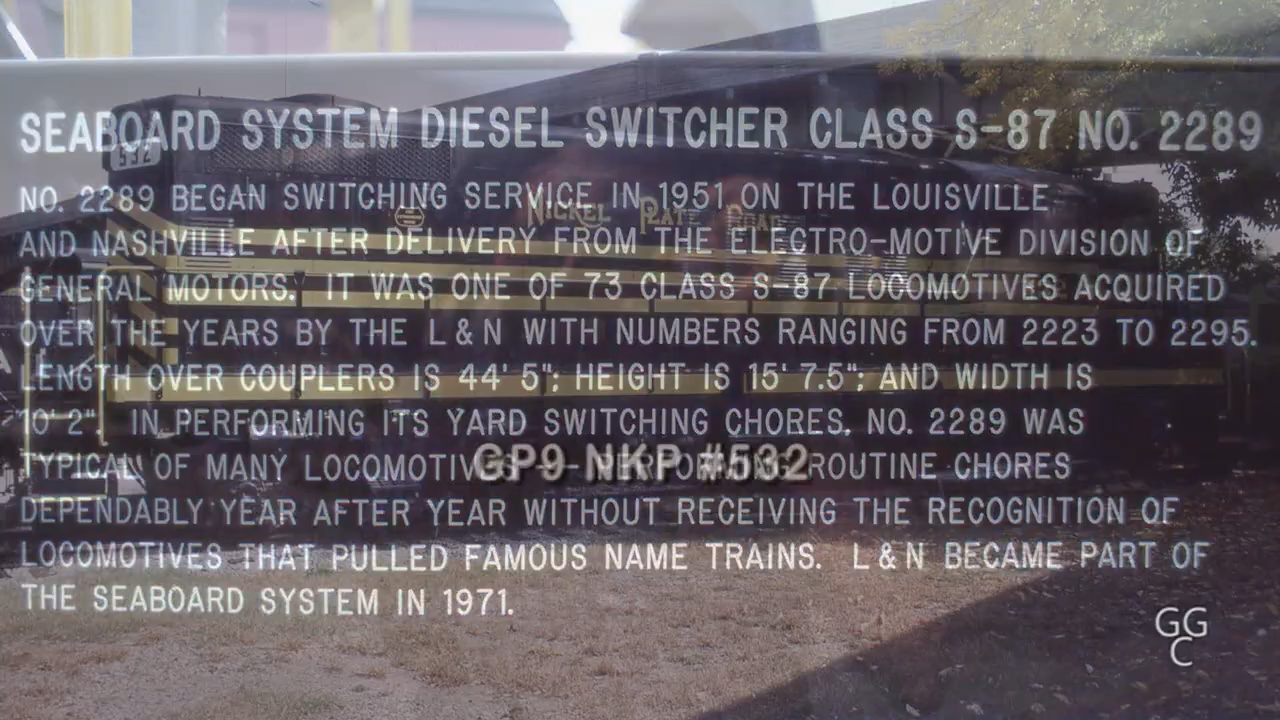 SEABOARD SYSTEM DIESEL SWITCHER CLASS S-87 NO. 2289
532
NO. 2289 BEGAN SWITCHING SERVICE IN 1951 ON THE LOUISVILLE
NICKEL PLATE ROAD
AND NASHVILLE AFTER DELIVERY FROM THE ELECTRO-MOTIVE DIVISION OF
GENERAL MOTORS. IT WAS ONE OF 73 CLASS S-87 LOCOMOTIVES ACQUIRED
OVER THE YEARS BY THE L & N WITH NUMBERS RANGING FROM 2223 TO 2295.
LENGTH OVER COUPLERS IS 44' 5"; HEIGHT IS 15' 7.5"; AND WIDTH IS
10' 2". IN PERFORMING ITS YARD SWITCHING CHORES, NO. 2289 WAS
TYPICAL OF MANY LOCOMOTIVES - PERFORMING ROUTINE CHORES
GP9 NKP #532
DEPENDABLY YEAR AFTER YEAR WITHOUT RECEIVING THE RECOGNITION OF
LOCOMOTIVES THAT PULLED FAMOUS NAME TRAINS. L & N BECAME PART OF
THE SEABOARD SYSTEM IN 1971.
GGC